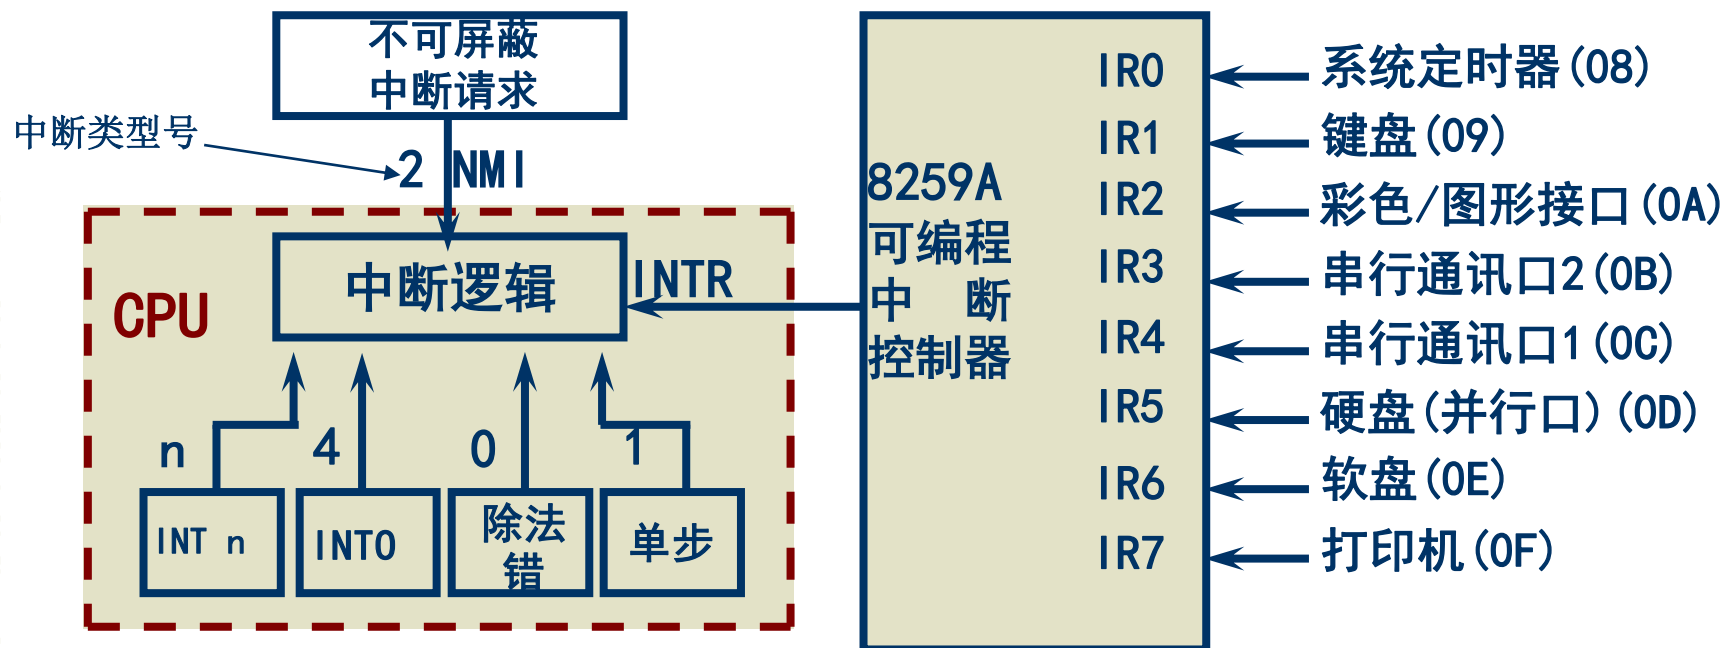 不可屏蔽
中断请求
中断类型号
2 NMI
CPU
中断逻辑
INTR
n
4
0
1
INT n
INTO
除法
错
单步
8259A
可编程
中 断
控制器
IR0
IR1
IR2
IR3
IR4
IR5
IR6
IR7
系统定时器(08)
键盘(09)
彩色/图形接口(0A)
串行通讯口2(0B)
串行通讯口1(0C)
硬盘(并行口)(0D)
软盘(0E)
打印机(0F)